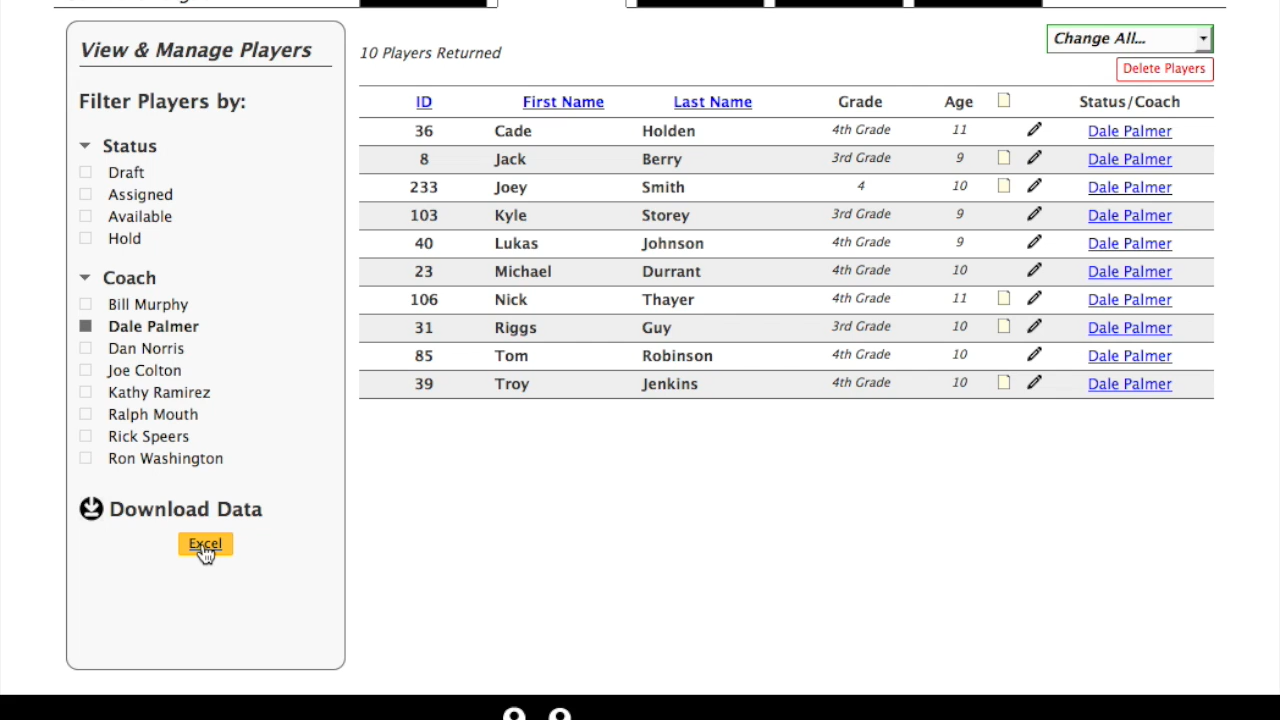 View & Manage Players
Filter Players by:
Status
Draft
Assigned
Available
Hold
Coach
Bill Murphy
Dale Palmer
Dan Norris
Joe Colton
Kathy Ramirez
Ralph Mouth
Rick Speers
Ron Washington
Download Data
Excel
10 Players Returned
Change All...
Delete Players
ID First Name Last Name Grade Age Status/Coach
36 Cade Holden 4th Grade 11 Dale Palmer
8 Jack Berry 3rd Grade 9 Dale Palmer
233 Joey Smith 4 10 Dale Palmer
103 Kyle Storey 3rd Grade 9 Dale Palmer
40 Lukas Johnson 4th Grade 9 Dale Palmer
23 Michael Durrant 4th Grade 10 Dale Palmer
106 Nick Thayer 4th Grade 11 Dale Palmer
31 Riggs Guy 3rd Grade 10 Dale Palmer
85 Tom Robinson 4th Grade 10 Dale Palmer
39 Troy Jenkins 4th Grade 10 Dale Palmer